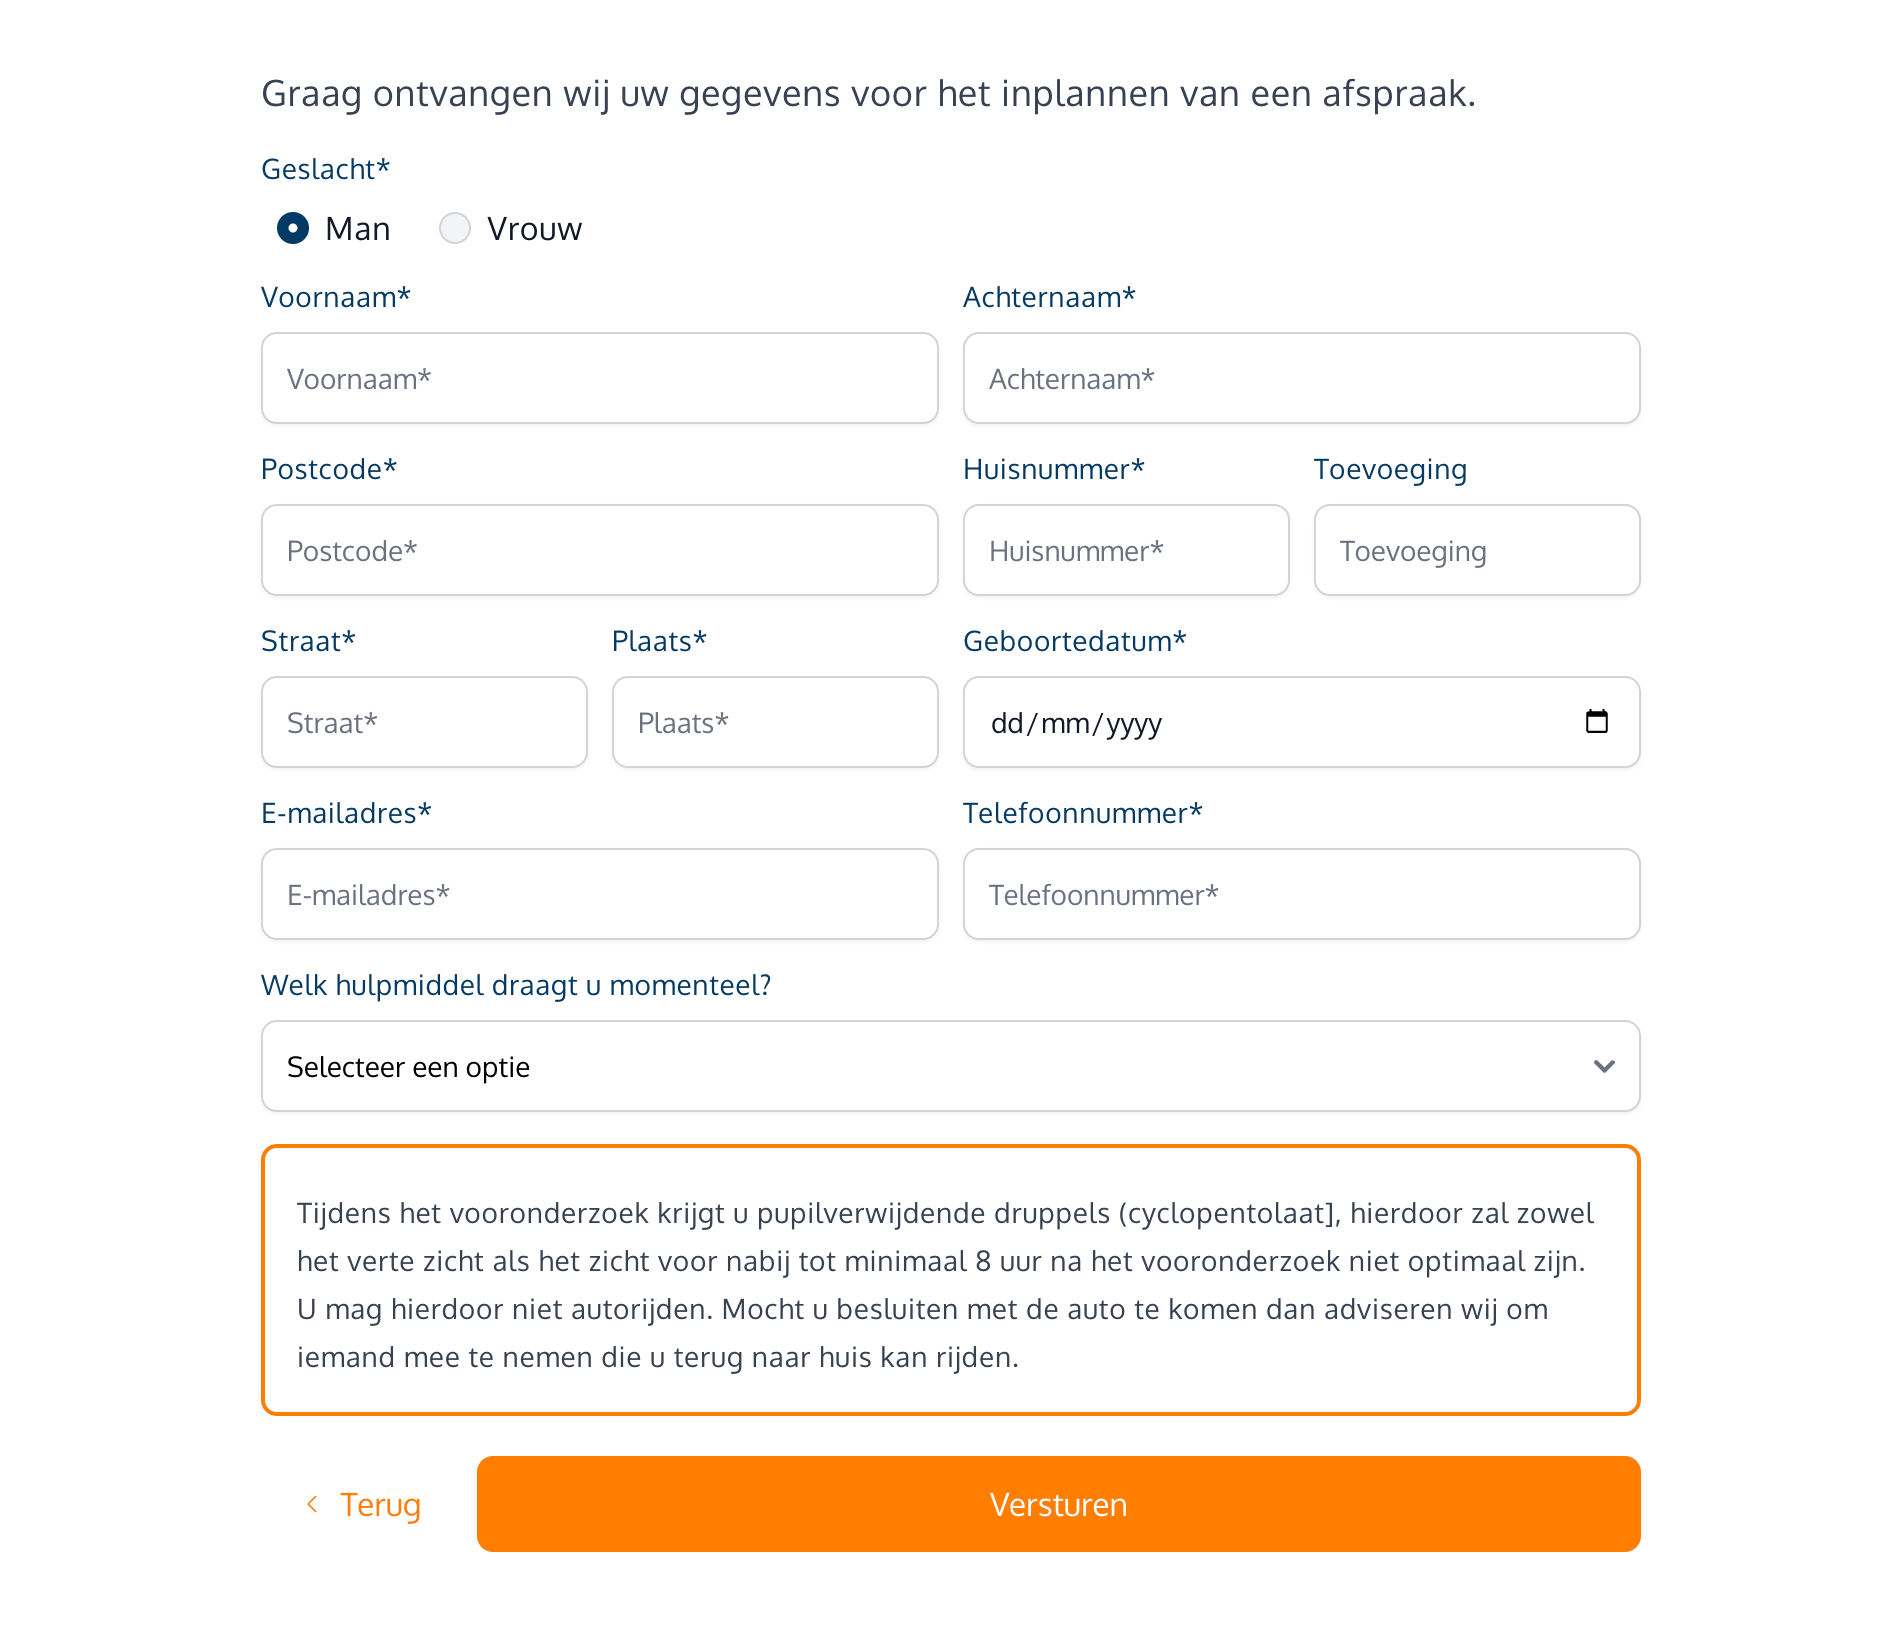 Graag ontvangen wij uw gegevens voor het inplannen van een afspraak.
Geslacht*
Man Vrouw
Voornaam* Achternaam*
Voornaam* Achternaam*
Postcode* Huisnummer* Toevoeging
Postcode* Huisnummer* Toevoeging
Straat* Plaats* Geboortedatum*
Straat* Plaats* dd/mm/yyyy
E-mailadres* Telefoonnummer*
E-mailadres* Telefoonnummer*
Welk hulpmiddel draagt u momenteel?
Selecteer een optie
Tijdens het vooronderzoek krijgt u pupilverwijdende druppels (cyclopentolaat], hierdoor zal zowel
het verte zicht als het zicht voor nabij tot minimaal 8 uur na het vooronderzoek niet optimaal zijn.
U mag hierdoor niet autorijden. Mocht u besluiten met de auto te komen dan adviseren wij om
iemand mee te nemen die u terug naar huis kan rijden.
Terug Versturen